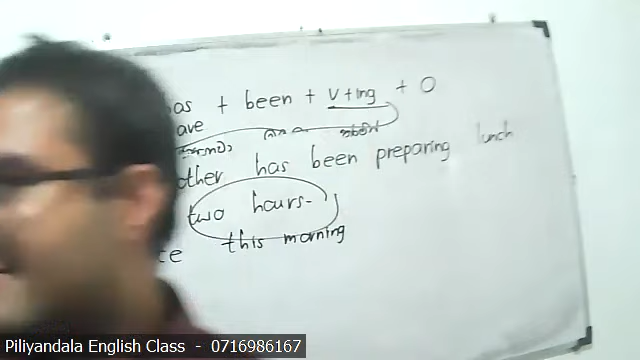 as + been + V+ing + O
ave
other has been preparing lunch
two hours-
ce this morning
Piliyandala English Class - 0716986167